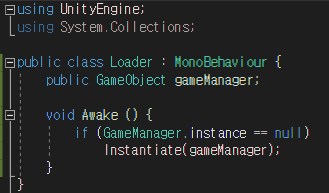 using UnityEngine;
using System.Collections;
public class Loader : MonoBehaviour {
public GameObject gameManager;
void Awake () {
if (GameManager.instance == null)
Instantiate(gameManager);
}
}